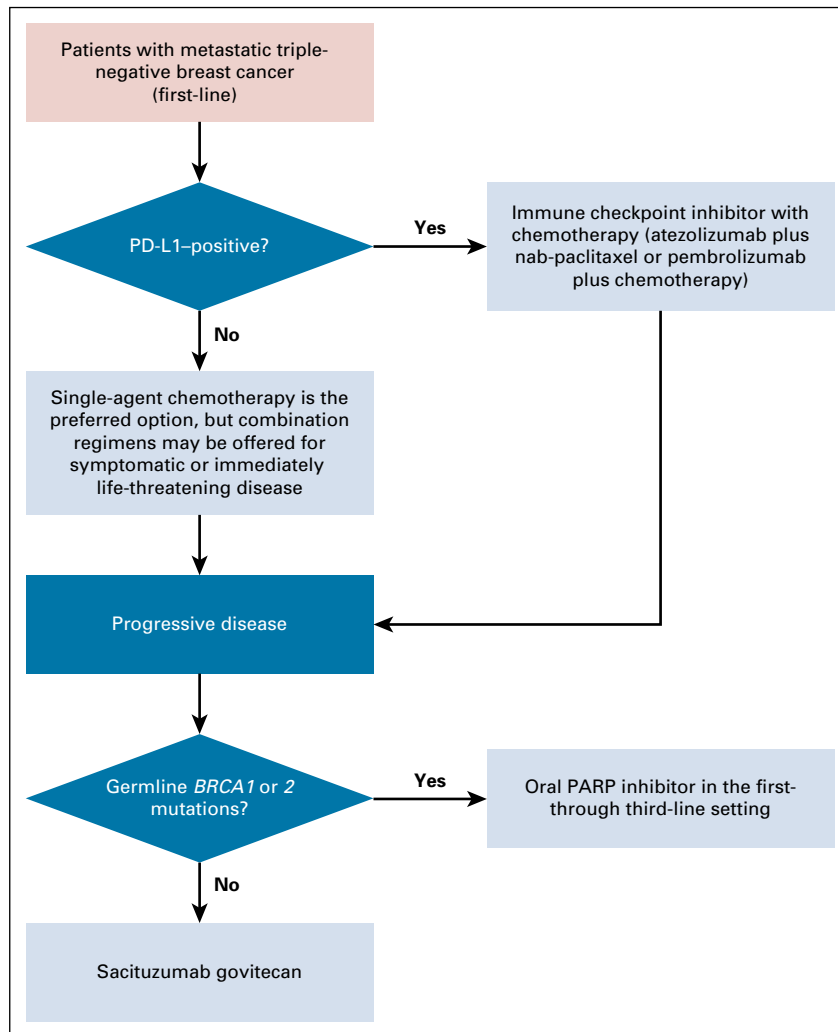 Patients with metastatic triple-
negative breast cancer
(first-line)
PD-L1–positive?
Yes
Immune checkpoint inhibitor with
chemotherapy (atezolizumab plus
nab-paclitaxel or pembrolizumab
plus chemotherapy)
No
Single-agent chemotherapy is the
preferred option, but combination
regimens may be offered for
symptomatic or immediately
life-threatening disease
Progressive disease
Germline BRCA1 or 2
mutations?
Yes
Oral PARP inhibitor in the first-
through third-line setting
No
Sacituzumab govitecan